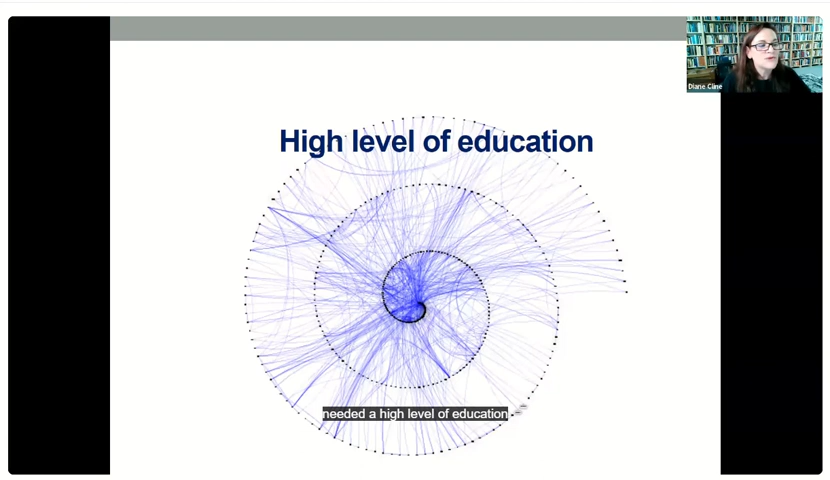 Diane Cline
High level of education
needed a high level of education